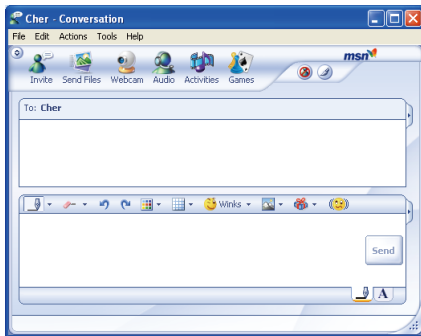 Cher - Conversation
File Edit Actions Tools Help
msn
Invite Send Files Webcam Audio Activities Games
To: Cher
Winks
Send
A